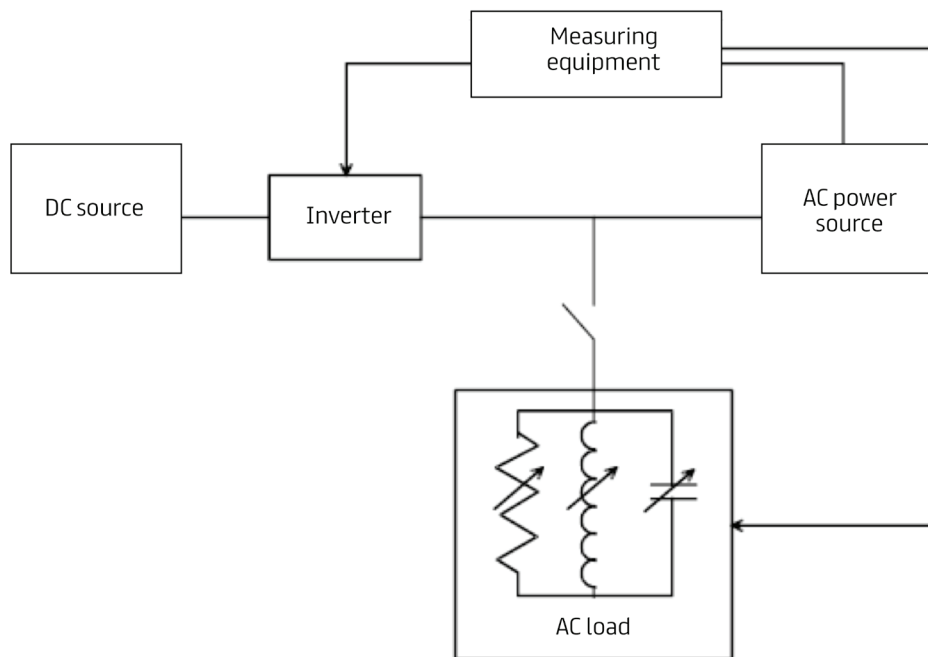 Measuring
equipment
DC source
Inverter
AC power
source
AC load